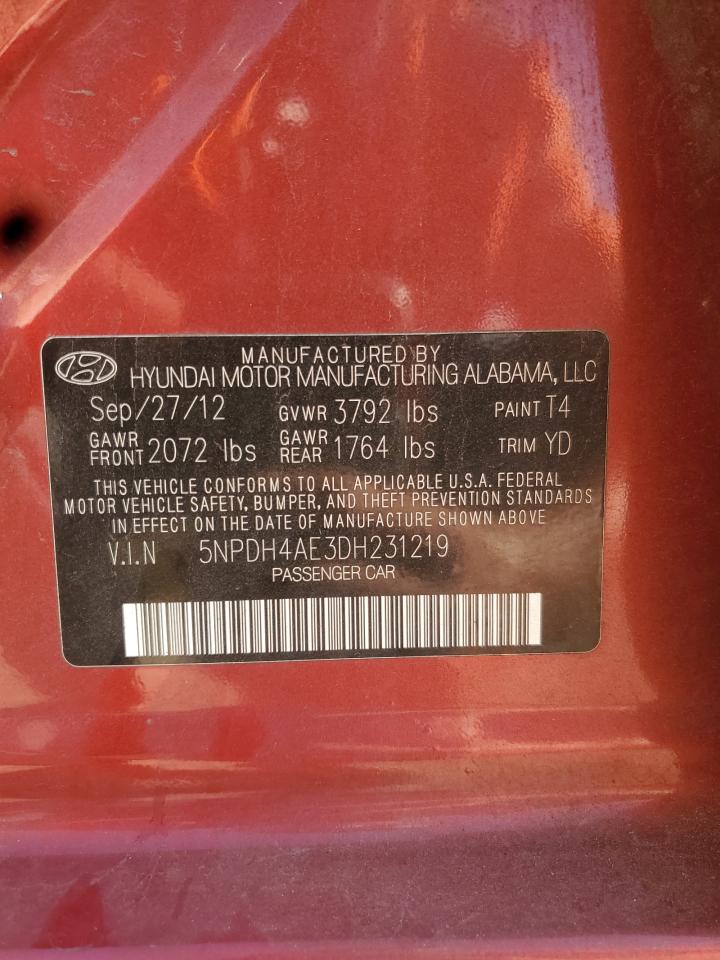 MANUFACTURED BY
HYUNDAI MOTOR MANUFACTURING ALABAMA, LLC
Sep/27/12 GVWR 3792 lbs PAINT T4
GAWR FRONT 2072 lbs GAWR REAR 1764 lbs TRIM YD
THIS VEHICLE CONFORMS TO ALL APPLICABLE U.S.A. FEDERAL
MOTOR VEHICLE SAFETY, BUMPER, AND THEFT PREVENTION STANDARDS
IN EFFECT ON THE DATE OF MANUFACTURE SHOWN ABOVE
V.I.N 5NPDH4AE3DH231219
PASSENGER CAR